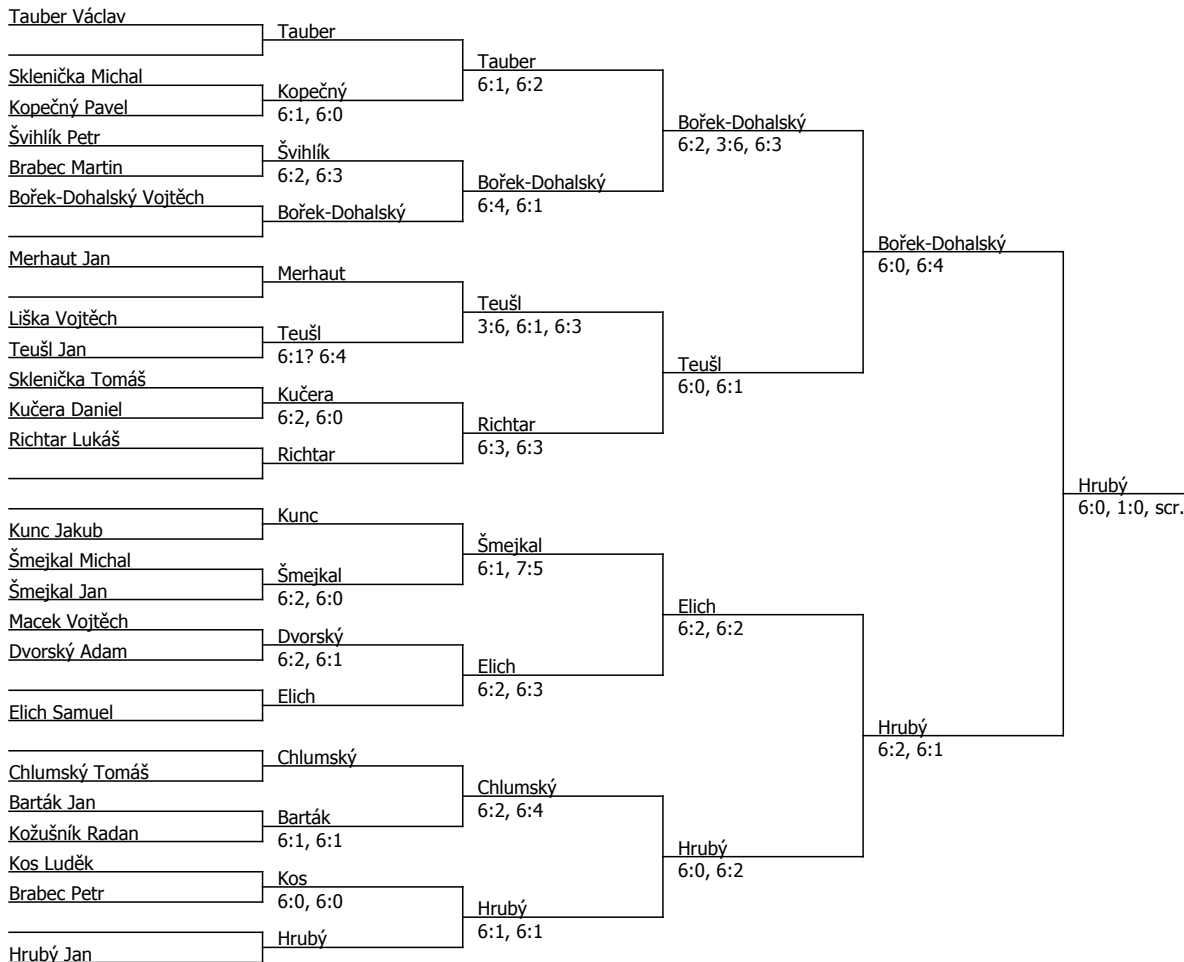 Tauber Václav
Tauber
Tauber
6:1, 6:2
Sklenička Michal
Kopečný
6:1, 6:0
Kopečný Pavel
Bořek-Dohalský
6:2, 3:6, 6:3
Švihlík Petr
Švihlík
6:2, 6:3
Brabec Martin
Bořek-Dohalský
6:4, 6:1
Bořek-Dohalský Vojtěch
Bořek-Dohalský
Bořek-Dohalský
6:0, 6:4
Merhaut Jan
Merhaut
Teušl
3:6, 6:1, 6:3
Liška Vojtěch
Teušl
6:1? 6:4
Teušl Jan
Teušl
6:0, 6:1
Sklenička Tomáš
Kučera
6:2, 6:0
Kučera Daniel
Richtar
6:3, 6:3
Richtar Lukáš
Richtar
Hrubý
6:0, 1:0, scr.
Kunc
Kunc Jakub
Šmejkal
6:1, 7:5
Šmejkal Michal
Šmejkal
6:2, 6:0
Šmejkal Jan
Elich
6:2, 6:2
Macek Vojtěch
Dvorský
6:2, 6:1
Dvorský Adam
Elich
6:2, 6:3
Elich
Elich Samuel
Hrubý
6:2, 6:1
Chlumský
Chlumský Tomáš
Chlumský
6:2, 6:4
Barták Jan
Barták
6:1, 6:1
Kožušník Radan
Hrubý
6:0, 6:2
Kos Luděk
Kos
6:0, 6:0
Brabec Petr
Hrubý
6:1, 6:1
Hrubý
Hrubý Jan